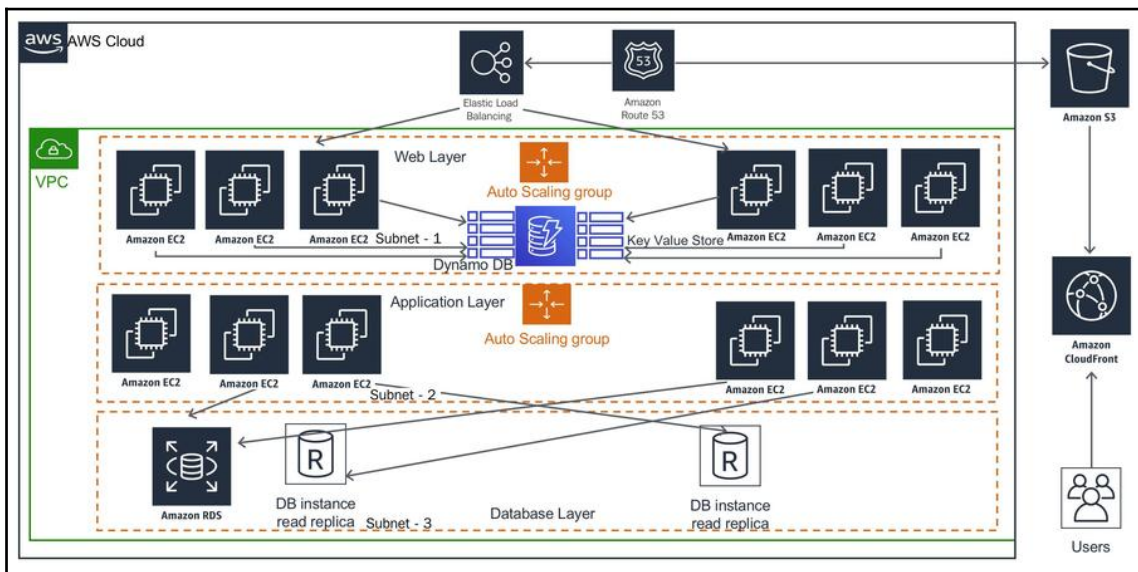 aws AWS Cloud
53
Elastic Load
Balancing
Amazon
Route 53
Amazon S3
VPC
Web Layer
Auto Scaling group
Amazon EC2
Amazon EC2
Amazon EC2
Subnet - 1
Dynamo DB
Key Value Store
Amazon EC2
Amazon EC2
Amazon EC2
Application Layer
Auto Scaling group
Amazon EC2
Amazon EC2
Amazon EC2
Subnet - 2
Amazon EC2
Amazon EC2
Amazon EC2
Amazon
CloudFront
Amazon RDS
R
DB instance
read replica
Subnet - 3
Database Layer
R
DB instance
read replica
Users